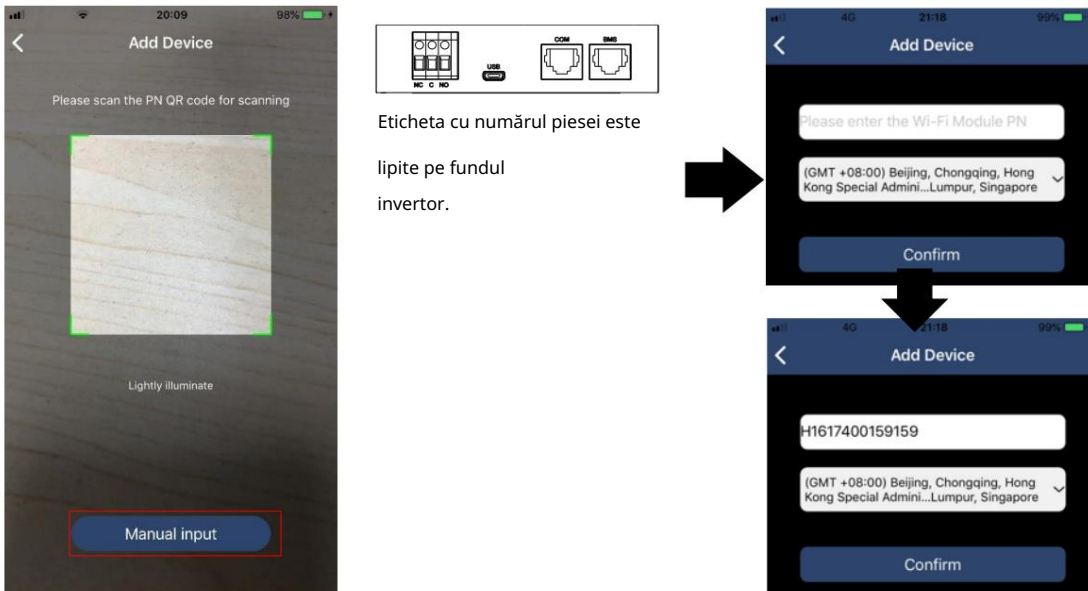 20:09
98%
Add Device
Please scan the PN QR code for scanning
Lightly illuminate
Manual input
NC C NO
USB
COM
BMS
Eticheta cu numărul piesei este
lipite pe fundul
invertor.
4G
21:18
99%
Add Device
Please enter the Wi-Fi Module PN
(GMT +08:00) Beijing, Chongqing, Hong
Kong Special Admini...Lumpur, Singapore
Confirm
4G
21:18
99%
Add Device
H1617400159159
(GMT +08:00) Beijing, Chongqing, Hong
Kong Special Admini...Lumpur, Singapore
Confirm